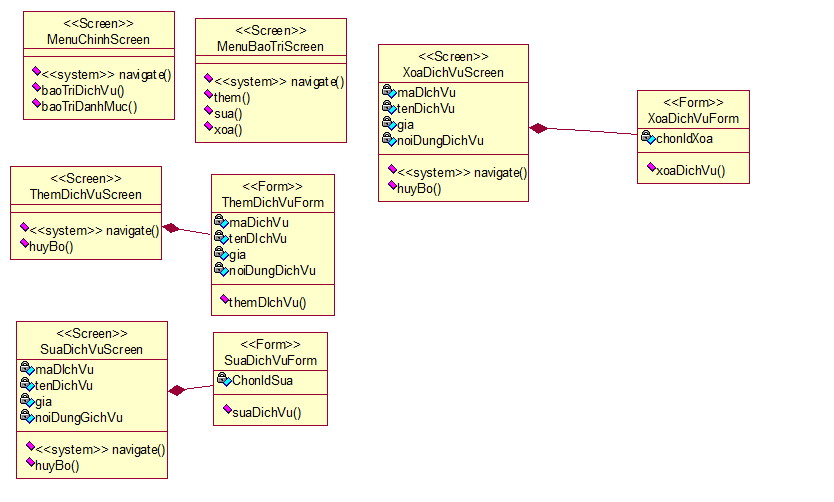 <<Screen>>
MenuChinhScreen
<<system>> navigate()
baoTriDichVu()
baoTriDanhMuc()
<<Screen>>
MenuBaoTriScreen
<<system>> navigate()
them()
sua()
xoa()
<<Screen>>
XoaDichVuScreen
maDIchVu
tenDichVu
gia
noiDungDichVu
<<system>> navigate()
huyBo()
<<Form>>
XoaDichVuForm
chonIdXoa
xoaDichVu()
<<Screen>>
ThemDichVuScreen
<<system>> navigate()
huyBo()
<<Form>>
ThemDichVuForm
maDichVu
tenDIchVu
gia
noiDungDichVu
themDIchVu()
<<Screen>>
SuaDichVuScreen
maDIchVu
tenDichVu
gia
noiDungGichVu
<<system>> navigate()
huyBo()
<<Form>>
SuaDichVuForm
ChonIdSua
suaDichVu()